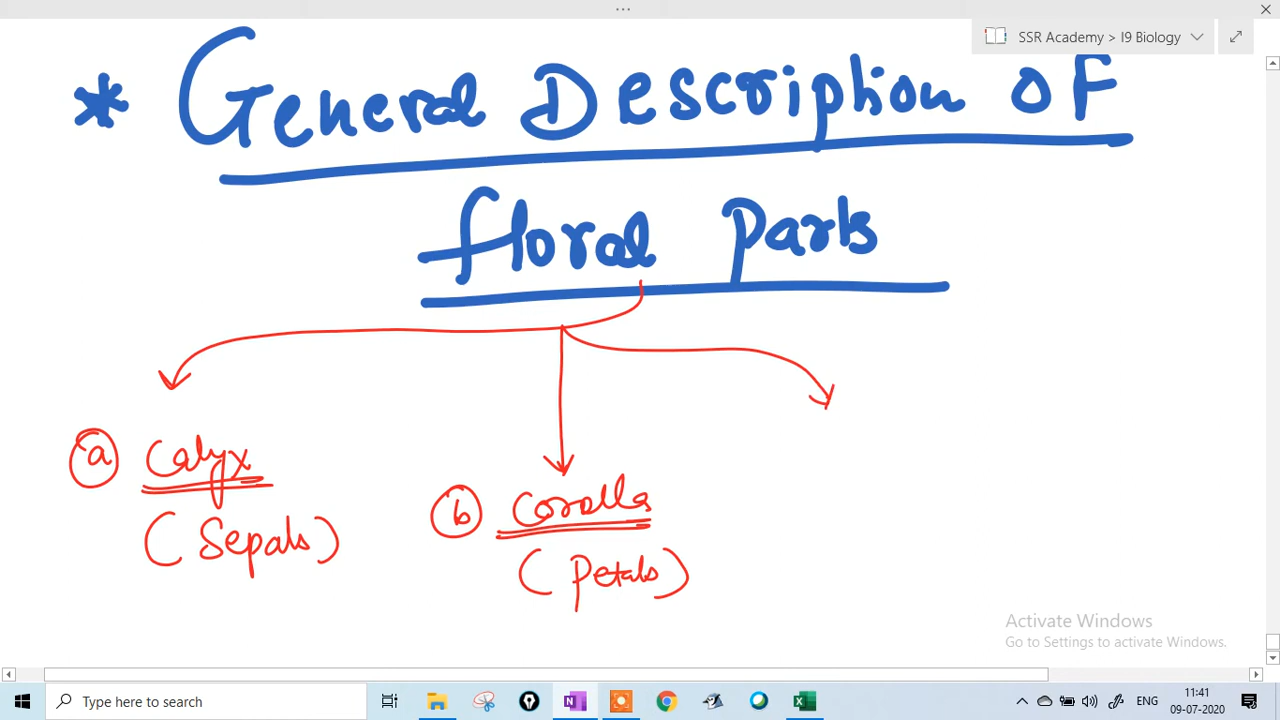 SSR Academy > I9 Biology
* General Description of
floral Parts
a Calyx
(Sepals)
b Corolla
(Petals)
Activate Windows
Go to Settings to activate Windows.
Type here to search
ENG
11:41
09-07-2020